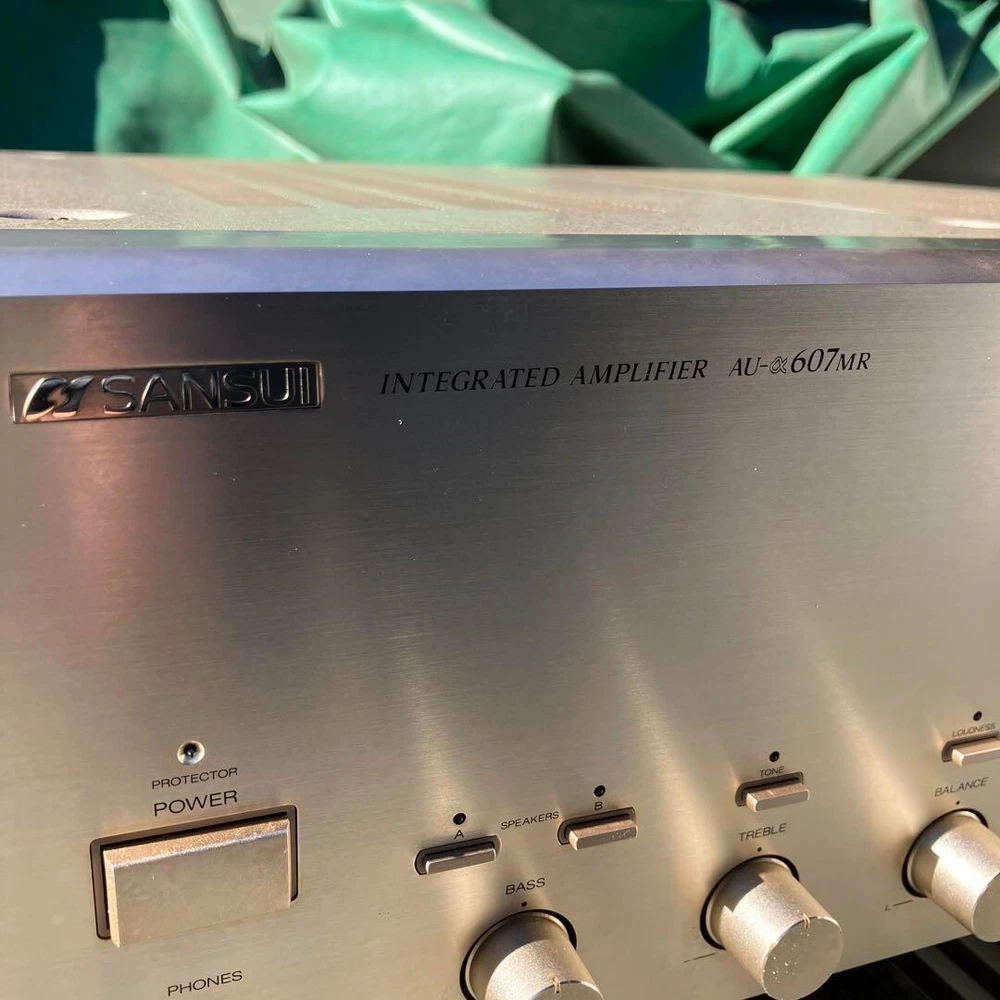 SANSUI INTEGRATED AMPLIFIER AU-α607MR
PROTECTOR
POWER
A SPEAKERS B
TONE
LOUDNESS
BASS
TREBLE
BALANCE
L
PHONES